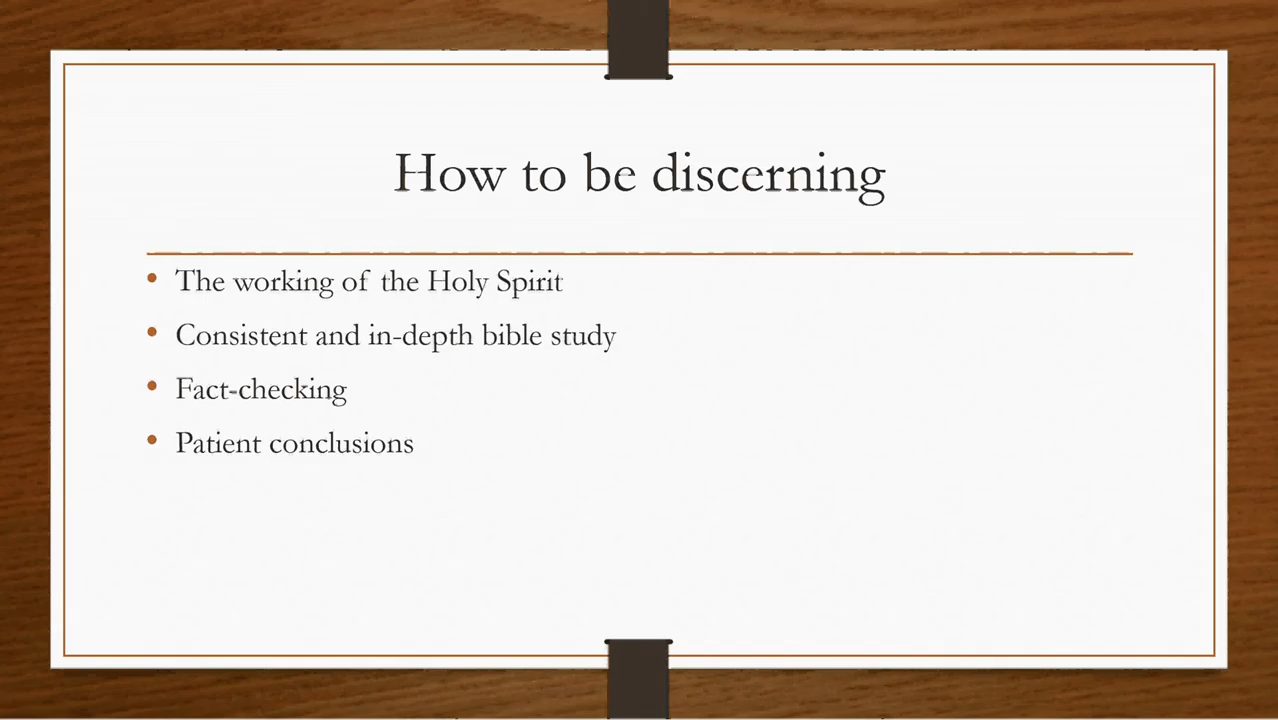 How to be discerning
• The working of the Holy Spirit
• Consistent and in-depth bible study
• Fact-checking
• Patient conclusions